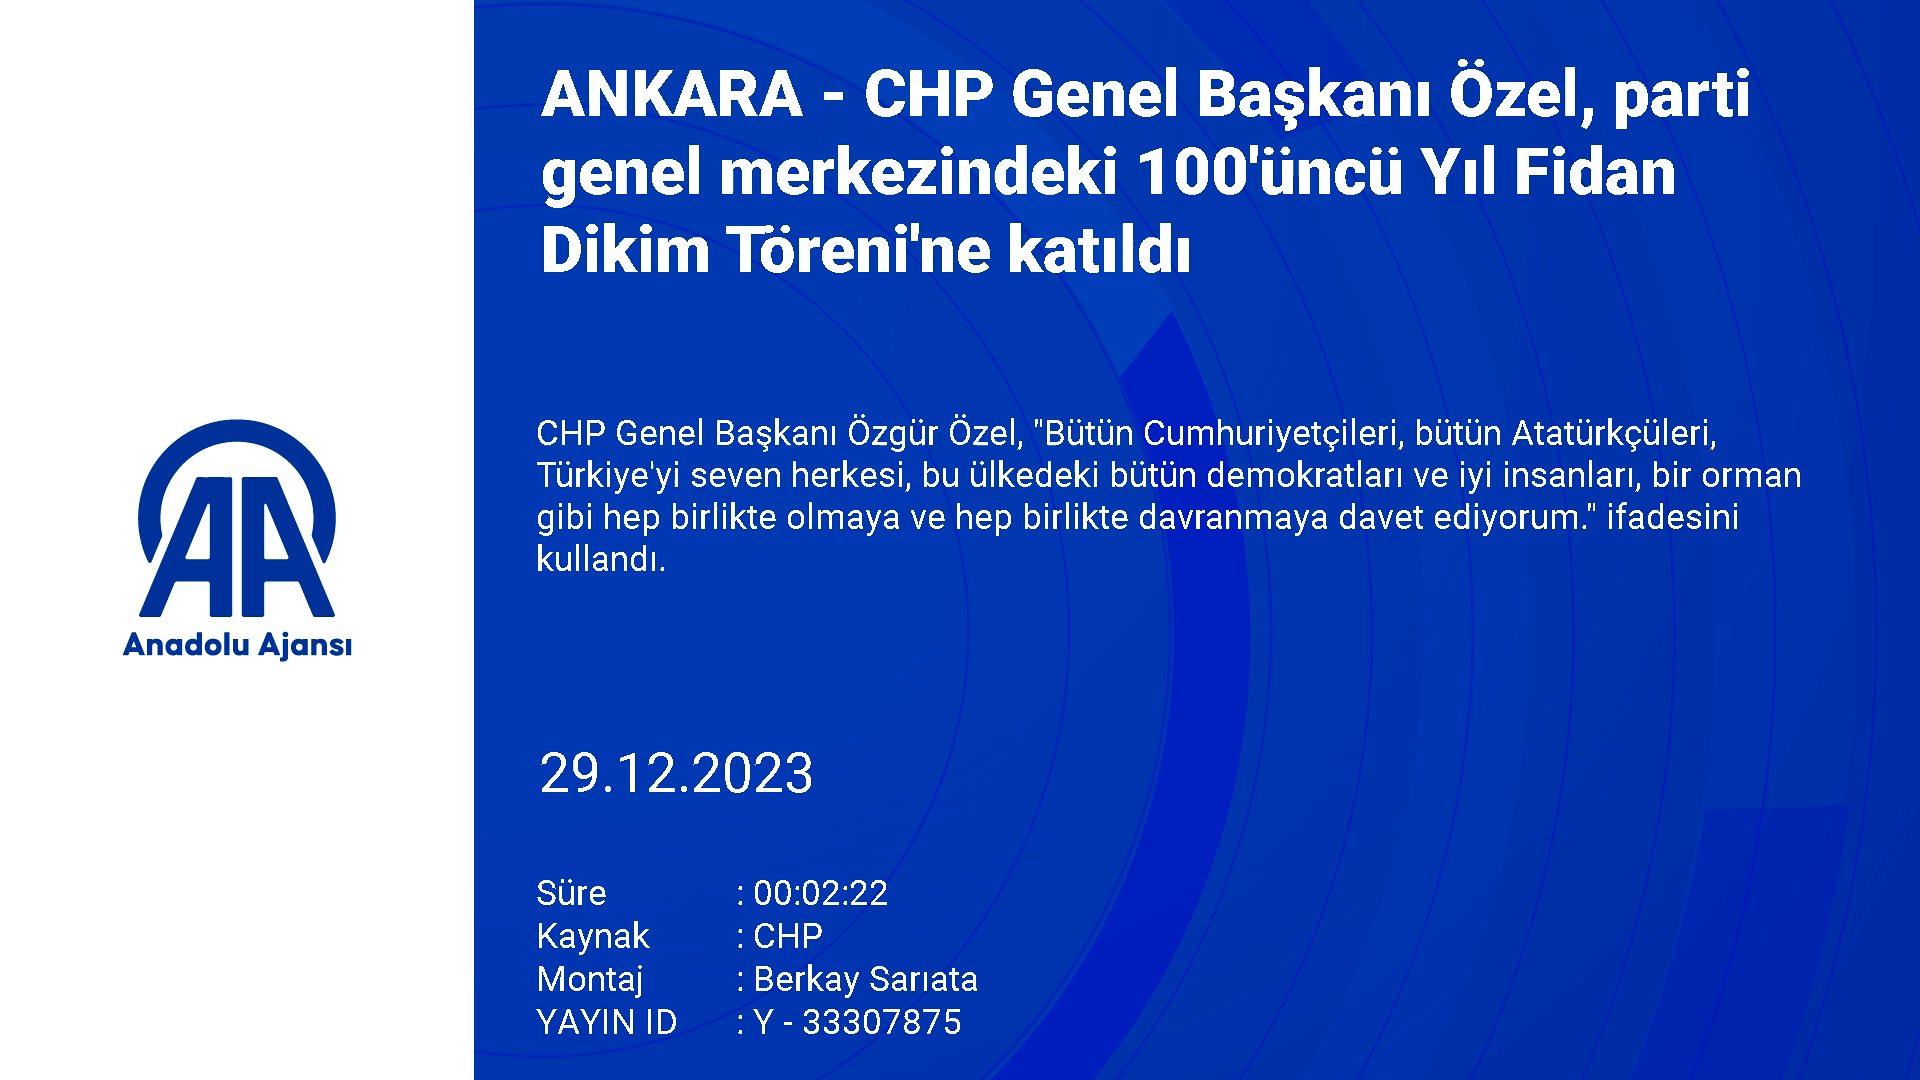 ANKARA - CHP Genel Başkanı Özel, parti
genel merkezindeki 100'üncü Yıl Fidan
Dikim Töreni'ne katıldı
CHP Genel Başkanı Özgür Özel, "Bütün Cumhuriyetçileri, bütün Atatürkçüleri,
Türkiye'yi seven herkesi, bu ülkedeki bütün demokratları ve iyi insanları, bir orman
gibi hep birlikte olmaya ve hep birlikte davranmaya davet ediyorum." ifadesini
kullandı.
AA
Anadolu Ajansı
29.12.2023
Süre : 00:02:22
Kaynak : CHP
Montaj : Berkay Sarıata
YAYIN ID : Y - 33307875